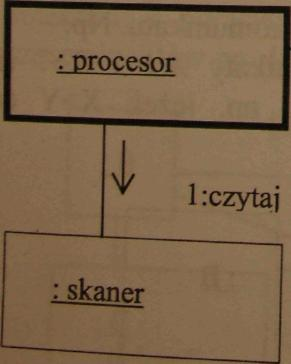 : procesor
1:czytaj
: skaner